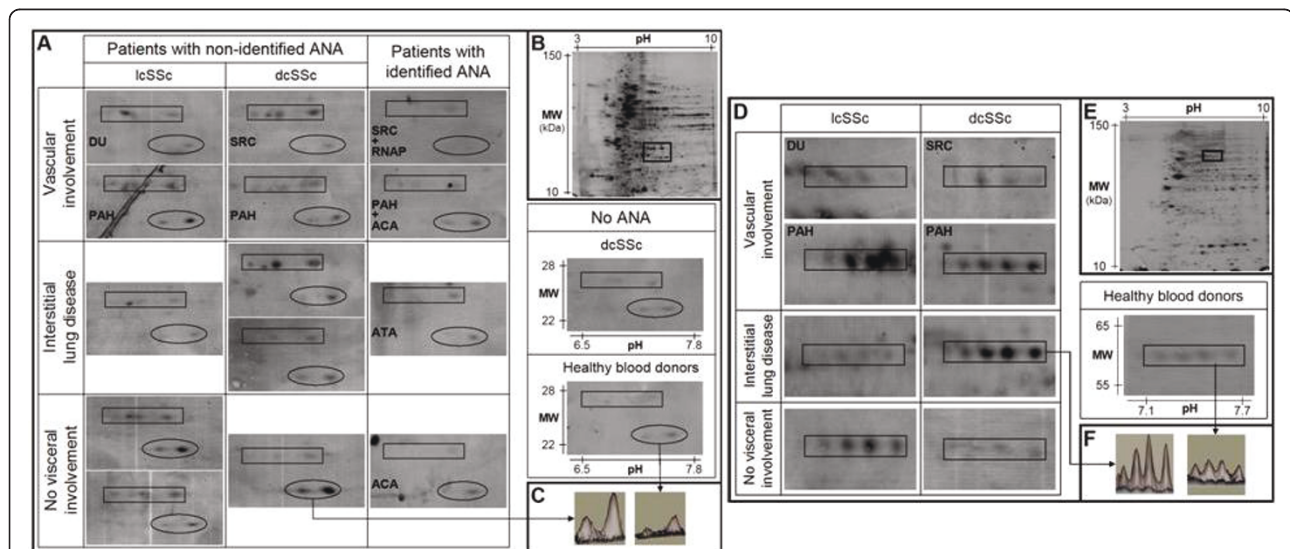 A
Patients with non-identified ANA
Patients with
identified ANA
lcSSc
dcSSc
Vascular
involvement
DU
SRC
SRC
+
RNAP
PAH
PAH
PAH
+
ACA
Interstitial
lung disease
ATA
No visceral
involvement
ACA
B
3
pH
10
150
MW
(kDa)
10
No ANA
dcSSc
28
MW
22
6.5
7.8
pH
Healthy blood donors
28
MW
22
6.5
7.8
pH
C
D
lcSSc
dcSSc
Vascular
involvement
DU
SRC
PAH
PAH
Interstitial
lung disease
No visceral
involvement
E
3
pH
10
150
MW
(kDa)
10
Healthy blood donors
65
MW
55
7.1
7.7
pH
F